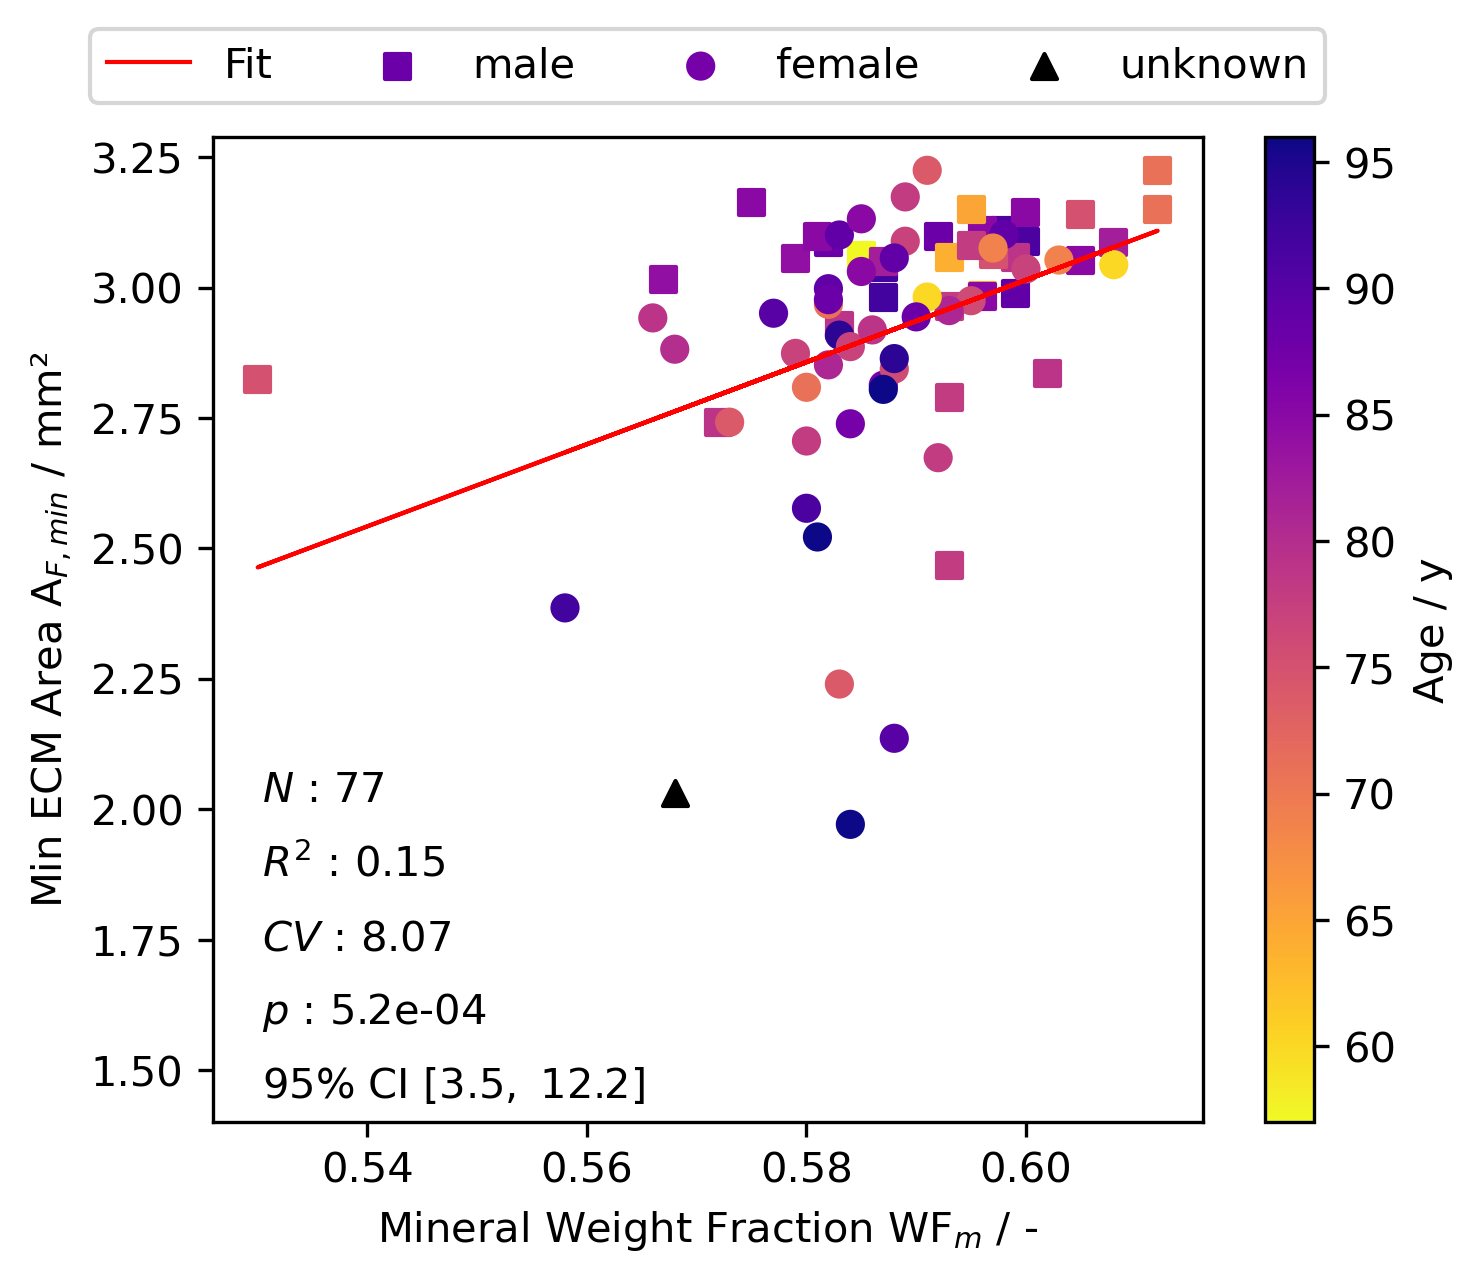 Fit male female unknown
3.25
3.00
2.75
2.50
2.25
2.00
1.75
1.50
Min ECM Area A_{F,min} / mm²
N : 77
R² : 0.15
CV : 8.07
p : 5.2e-04
95% CI [3.5, 12.2]
0.54 0.56 0.58 0.60
Mineral Weight Fraction WF_m / -
95
90
85
80
75
70
65
60
Age / y